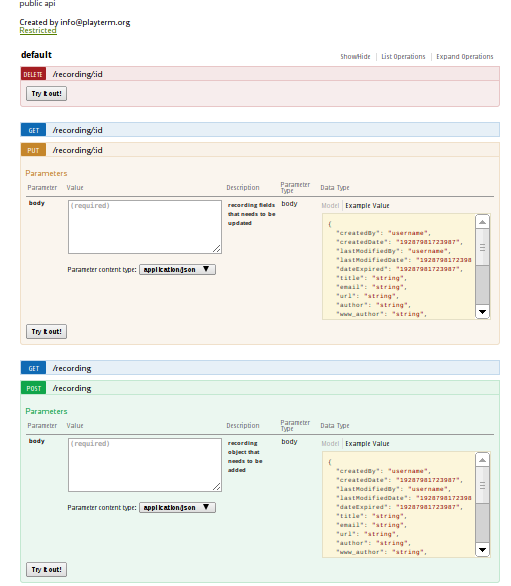 public api
Created by info@playterm.org
Restricted
default
Show/Hide | List Operations | Expand Operations
DELETE /recording/:id
Try it out!
GET /recording/:id
PUT /recording/:id
Parameters
Parameter Value Description Parameter Type Data Type
body (required) recording fields that needs to be updated body Model Example Value
{
"createdBy": "username",
"createdDate": "19287981723987",
"lastModifiedBy": "username",
"lastModifiedDate": "1928798172398
"dateExpired": "19287981723987",
"title": "string",
"email": "string",
"url": "string",
"author": "string",
"www_author": "string",
Parameter content type: application/json
Try it out!
GET /recording
POST /recording
Parameters
Parameter Value Description Parameter Type Data Type
body (required) recording object that needs to be added body Model Example Value
{
"createdBy": "username",
"createdDate": "19287981723987",
"lastModifiedBy": "username",
"lastModifiedDate": "1928798172398
"dateExpired": "19287981723987",
"title": "string",
"email": "string",
"url": "string",
"author": "string",
"www_author": "string",
Parameter content type: application/json
Try it out!